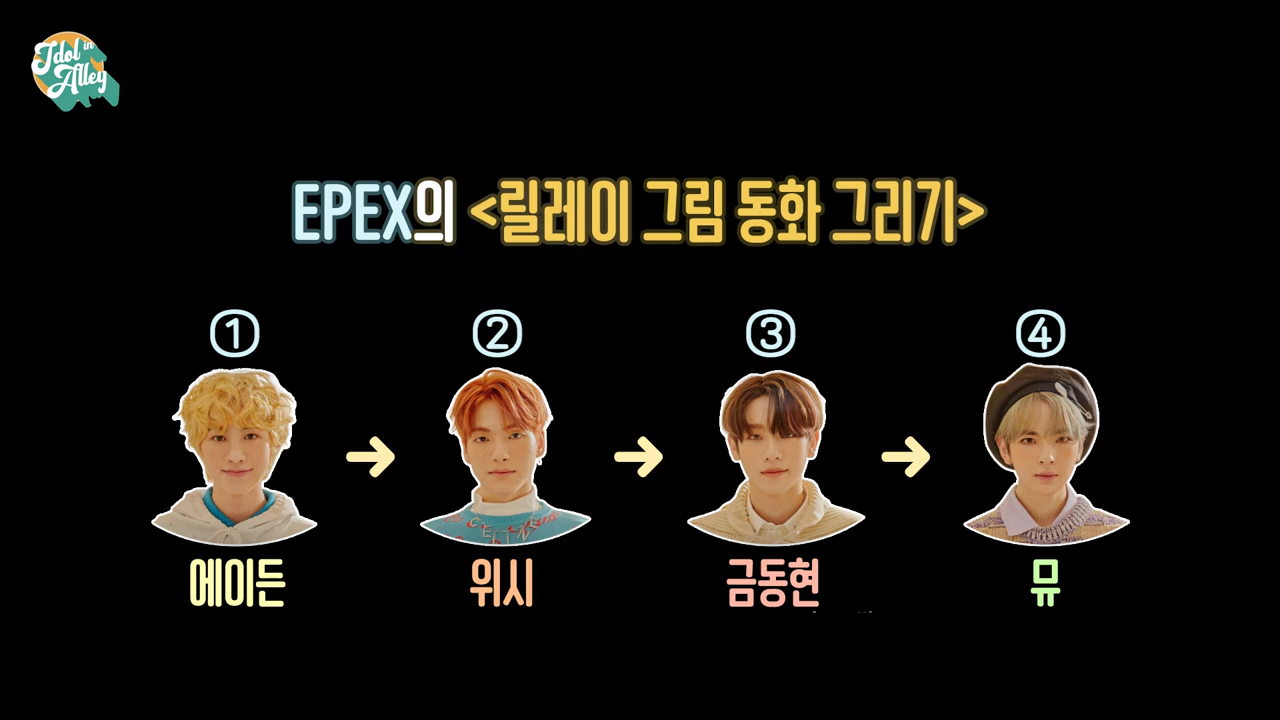 Idol in
Alley
EPEX의 <릴레이 그림 동화 그리기>
① ② ③ ④
→ → →
에이든 위시 금동현 뮤